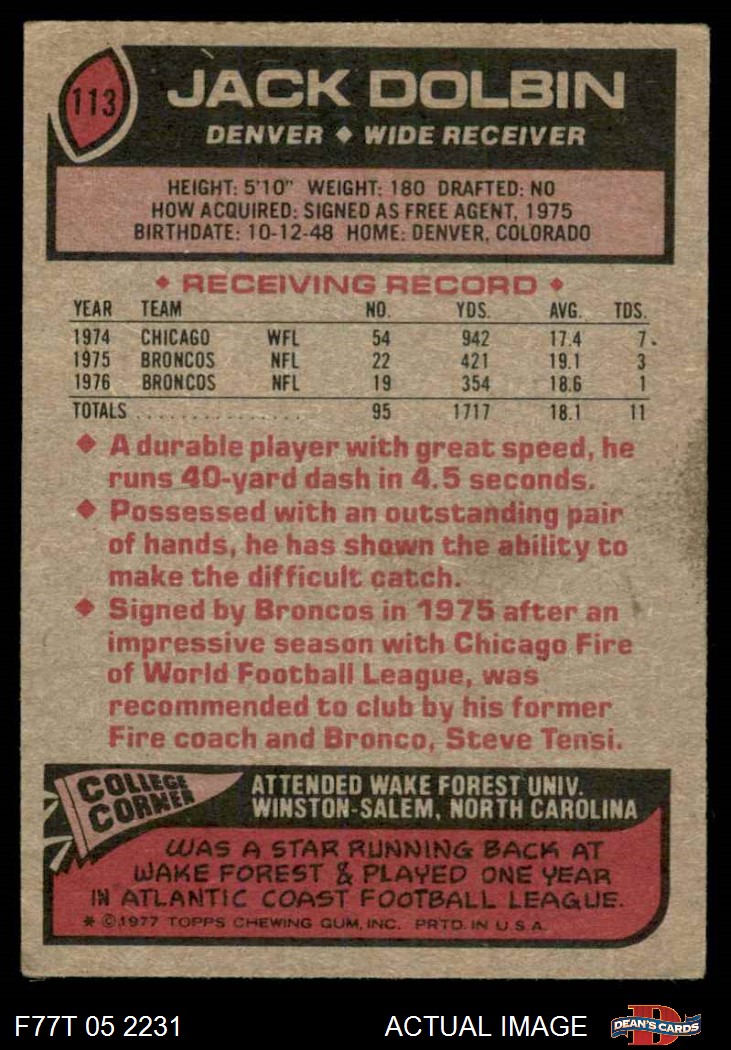 113
JACK DOLBIN
DENVER ◆ WIDE RECEIVER
HEIGHT: 5'10" WEIGHT: 180 DRAFTED: NO
HOW ACQUIRED: SIGNED AS FREE AGENT, 1975
BIRTHDATE: 10-12-48 HOME: DENVER, COLORADO
◆ RECEIVING RECORD ◆
YEAR TEAM NO. YDS. AVG. TDS.
1974 CHICAGO WFL 54 942 17.4 7
1975 BRONCOS NFL 22 421 19.1 3
1976 BRONCOS NFL 19 354 18.6 1
TOTALS ................ 95 1717 18.1 11
◆ A durable player with great speed, he
runs 40-yard dash in 4.5 seconds.
◆ Possessed with an outstanding pair
of hands, he has shown the ability to
make the difficult catch.
◆ Signed by Broncos in 1975 after an
impressive season with Chicago Fire
of World Football League, was
recommended to club by his former
Fire coach and Bronco, Steve Tensi.
COLLEGE
CORNER
ATTENDED WAKE FOREST UNIV.
WINSTON-SALEM, NORTH CAROLINA
WAS A STAR RUNNING BACK AT
WAKE FOREST & PLAYED ONE YEAR
IN ATLANTIC COAST FOOTBALL LEAGUE.
* © 1977 TOPPS CHEWING GUM, INC. PRTD. IN U.S.A.
F77T 05 2231 ACTUAL IMAGE
D
DEAN'S CARDS